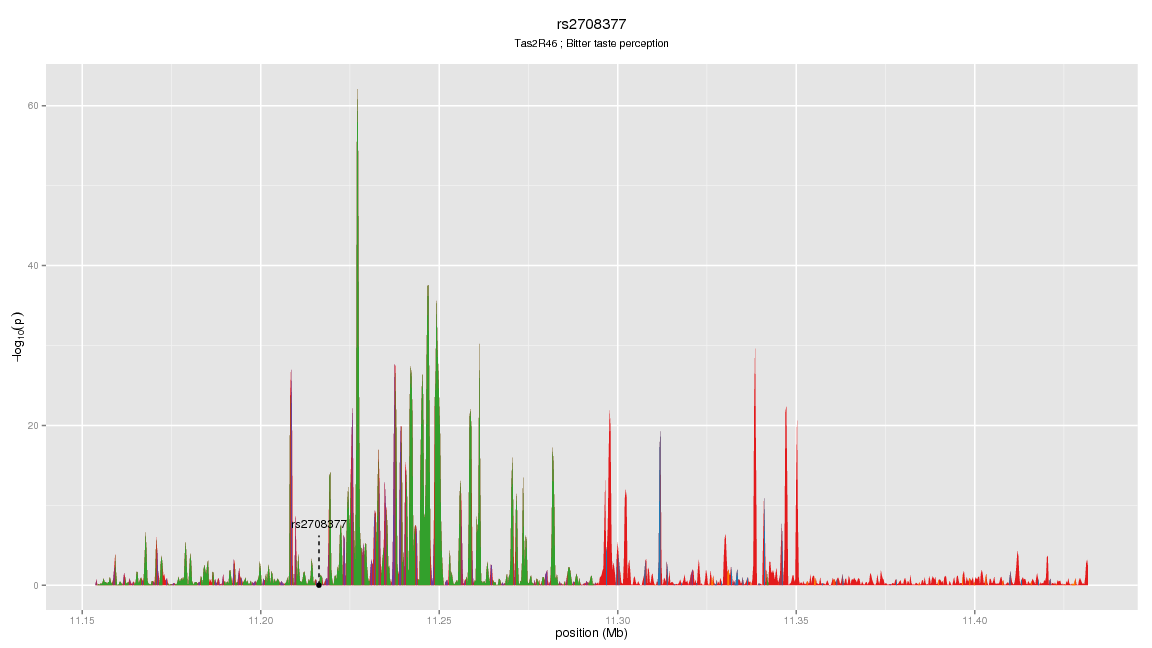 rs2708377
Tas2R46 ; Bitter taste perception
−log10(p)
60
40
20
0
rs2708377
11.15 11.20 11.25 11.30 11.35 11.40
position (Mb)